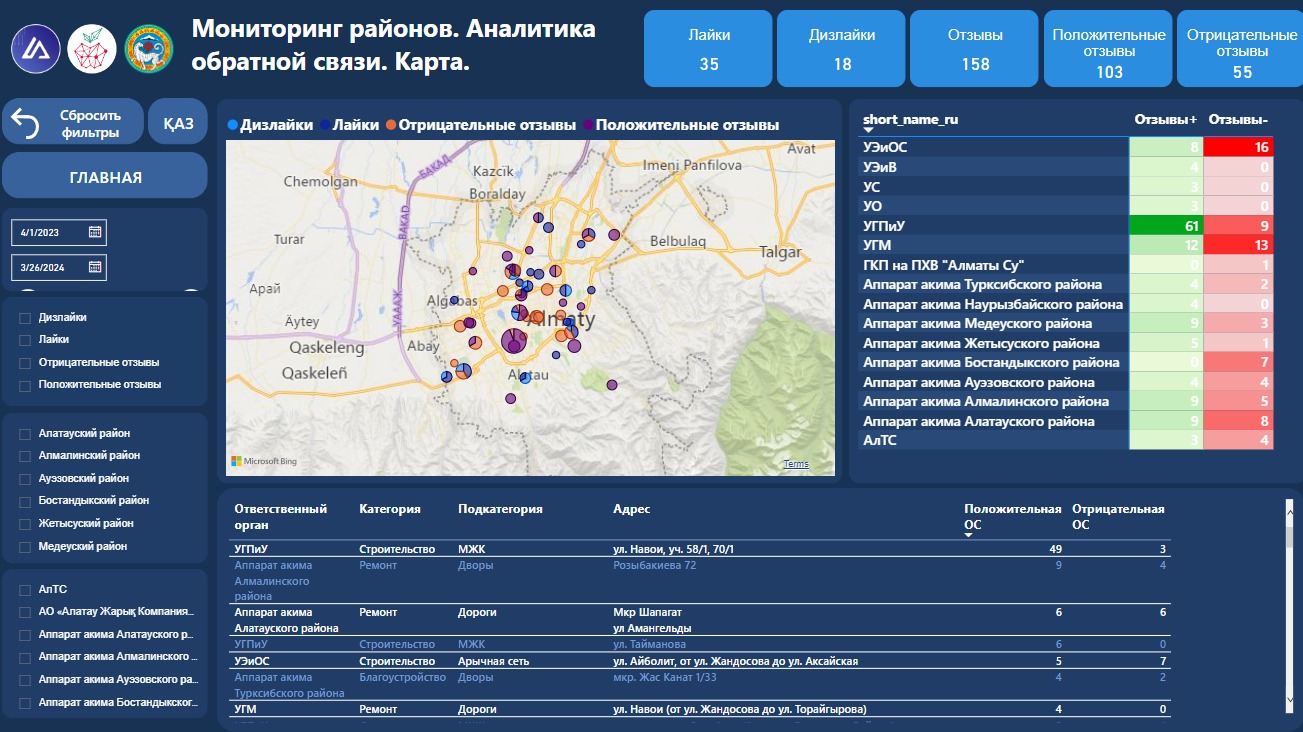 Мониторинг районов. Аналитика
обратной связи. Карта.
Лайки
35
Дизлайки
18
Отзывы
158
Положительные
отзывы
103
Отрицательные
отзывы
55
Сбросить
фильтры
ҚАЗ
ГЛАВНАЯ
4/1/2023
3/26/2024
Дизлайки
Лайки
Отрицательные отзывы
Положительные отзывы
Алатауский район
Алмалинский район
Ауэзовский район
Бостандыкский район
Жетысуский район
Медеуский район
АлТС
АО «Алатау Жарық Компания...
Аппарат акима Алатауского р...
Аппарат акима Алмалинского ...
Аппарат акима Ауэзовского ра...
Аппарат акима Бостандыкског...
Дизлайки Лайки Отрицательные отзывы Положительные отзывы
Avat
Kazcik
Imeni Panfilova
БАКАД
Chemolgan
Boralday
BAKAD
Turar
Belbulaq
Talgar
Арай
Algabas
Äytey
Almaty
Qaskeleng
Abay
Qaskeleñ
Alatau
Microsoft Bing
Terms
short_name_ru Отзывы+ Отзывы-
УЭиОС 8 16
УЭиВ 4 0
УС 3 0
УО 3 0
УГПиУ 61 9
УГМ 12 13
ГКП на ПХВ "Алматы Су" 0 1
Аппарат акима Турксибского района 4 2
Аппарат акима Наурызбайского района 4 0
Аппарат акима Медеуского района 9 3
Аппарат акима Жетысуского района 5 1
Аппарат акима Бостандыкского района 0 7
Аппарат акима Ауэзовского района 4 4
Аппарат акима Алмалинского района 9 5
Аппарат акима Алатауского района 9 8
АлТС 3 4
Ответственный Категория Подкатегория Адрес Положительная Отрицательная
орган ОС ОС
УГПиУ Строительство МЖК ул. Навои, уч. 58/1, 70/1 49 3
Аппарат акима Ремонт Дворы Розыбакиева 72 9 4
Алмалинского
района
Аппарат акима Ремонт Дороги Мкр Шапагат 6 6
Алатауского района ул Амангельды
УГПиУ Строительство МЖК ул. Тайманова 6 0
УЭиОС Строительство Арычная сеть ул. Айболит, от ул. Жандосова до ул. Аксайская 5 7
Аппарат акима Благоустройство Дворы мкр. Жас Канат 1/33 4 2
Турксибского района
УГМ Ремонт Дороги ул. Навои (от ул. Жандосова до ул. Торайгырова) 4 0